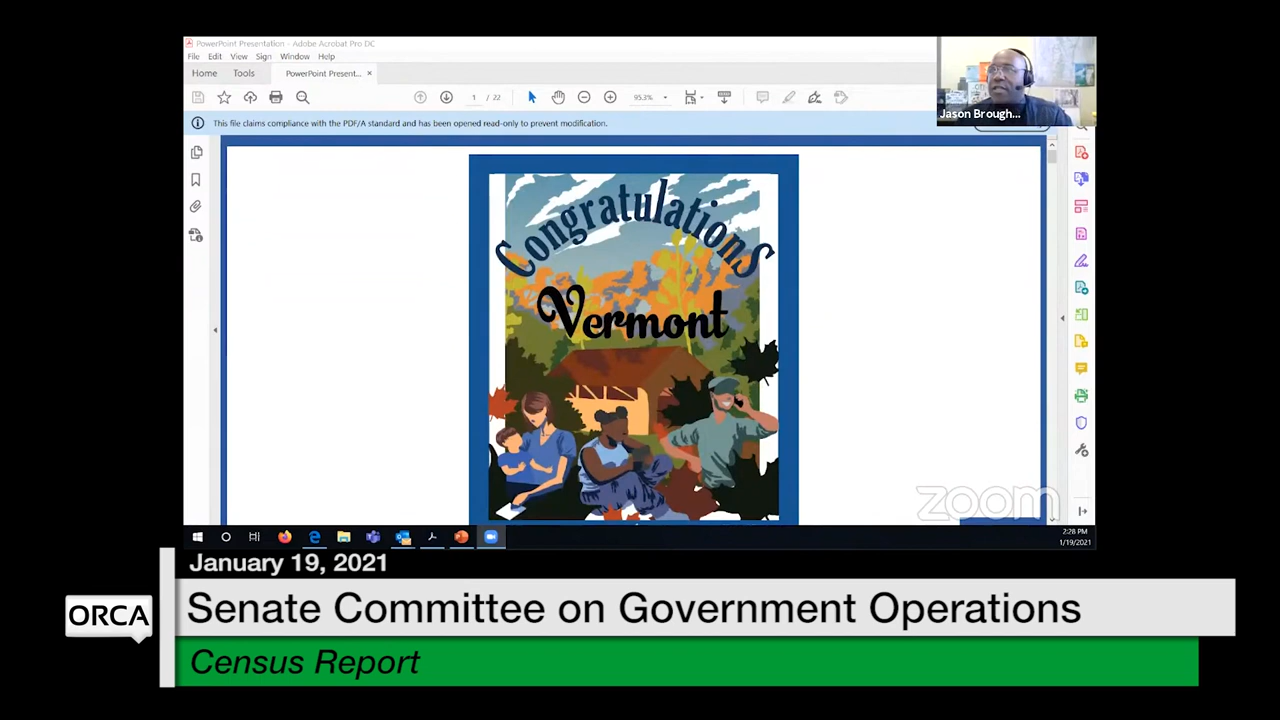 PowerPoint Presentation - Adobe Acrobat Pro DC
File Edit View Sign Window Help
Home Tools PowerPoint Present... ×
1 / 22 95.3%
Jason Brough...
This file claims compliance with the PDF/A standard and has been opened read-only to prevent modification.
Congratulations
Vermont
zoom
2:28 PM
1/19/2021
January 19, 2021
ORCA
Senate Committee on Government Operations
Census Report